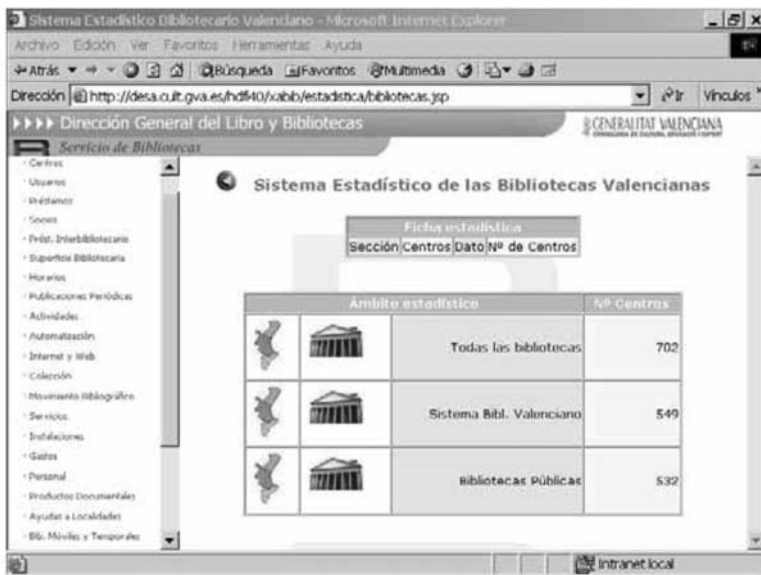 Sistema Estadístico Bibliotecario Valenciano - Microsoft Internet Explorer
Archivo Edición Ver Favoritos Herramientas Ayuda
Atrás Búsqueda Favoritos Multimedia
Dirección http://desa.cult.gva.es/hdfl40/xabib/estadistica/bibliotecas.jsp Ir Vínculos
Dirección General del Libro y Bibliotecas
GENERALITAT VALENCIANA
Servicio de Bibliotecas
· Centros
· Usuarios
· Préstamos
· Socios
· Prést. Interbibliotecario
· Superficie Bibliotecaria
· Horarios
· Publicaciones Periódicas
· Actividades
· Automatización
· Internet y Web
· Colección
· Movimiento Bibliográfico
· Servicios
· Instalaciones
· Gastos
· Personal
· Productos Documentales
· Ayudas a Localidades
· Bib. Móviles y Temporales
Sistema Estadístico de las Bibliotecas Valencianas
Ficha estadística
Sección Centros Dato Nº de Centros
Ámbito estadístico Nº Centros
Todas las bibliotecas 702
Sistema Bibl. Valenciano 549
Bibliotecas Públicas 532
Intranet local